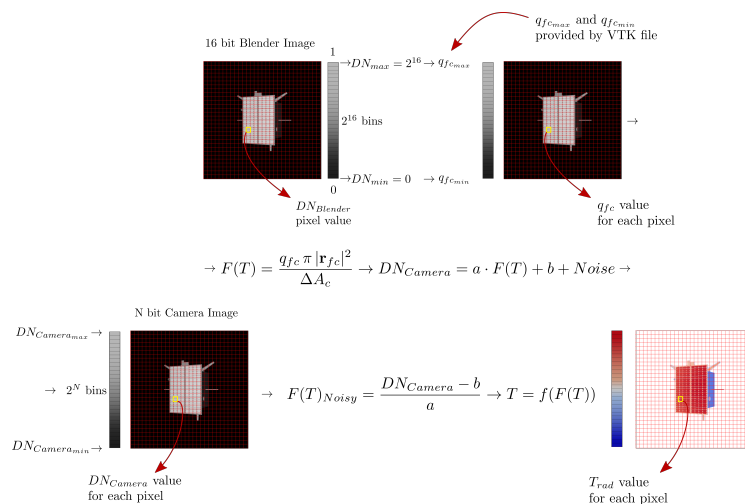 q_{fc_{max}} and q_{fc_{min}}
provided by VTK file
16 bit Blender Image
1
→DN_{max} = 2^{16} → q_{fc_{max}}
2^{16} bins
→
→DN_{min} = 0 → q_{fc_{min}}
0
DN_{Blender}
pixel value
q_{fc} value
for each pixel
→ F(T) = \frac{q_{fc} π |r_{fc}|^2}{ΔA_c} → DN_{Camera} = a · F(T) + b + Noise →
N bit Camera Image
DN_{Camera_{max}} →
→ 2^N bins
→ F(T)_{Noisy} = \frac{DN_{Camera} − b}{a} → T = f(F(T))
DN_{Camera_{min}} →
DN_{Camera} value
for each pixel
T_{rad} value
for each pixel